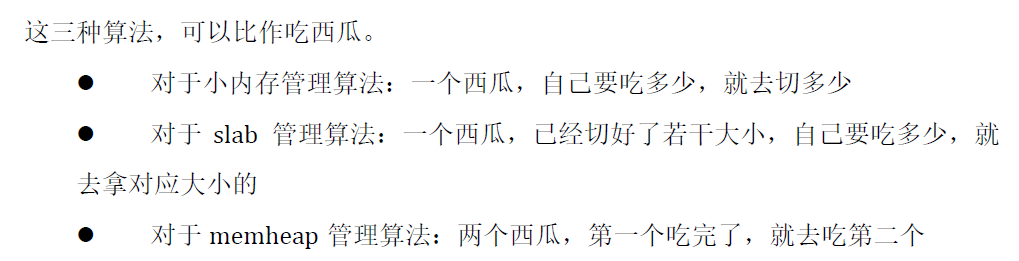 这三种算法，可以比作吃西瓜。
● 对于小内存管理算法：一个西瓜，自己要吃多少，就去切多少
● 对于 slab 管理算法：一个西瓜，已经切好了若干大小，自己要吃多少，就
去拿对应大小的
● 对于 memheap 管理算法：两个西瓜，第一个吃完了，就去吃第二个